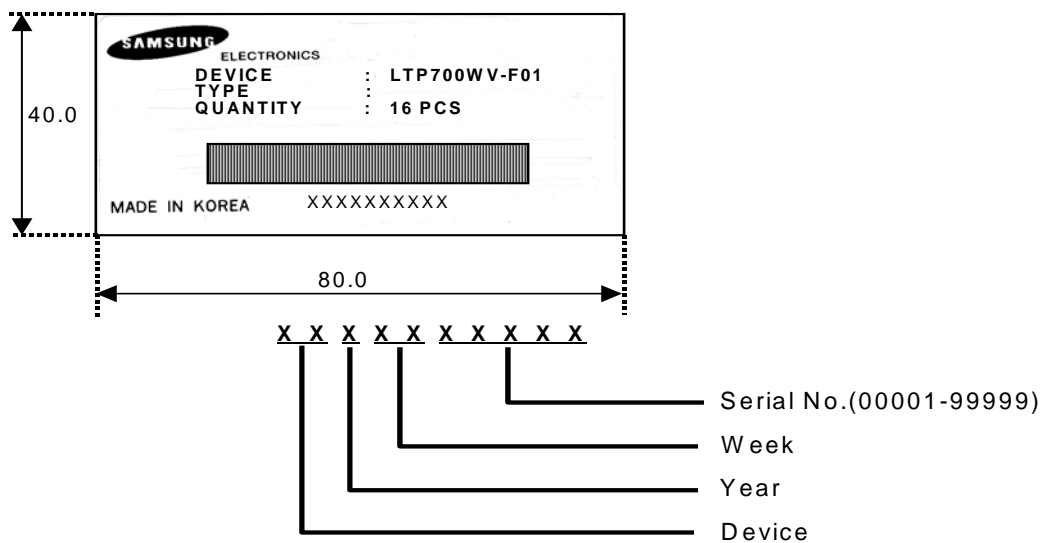 SAMSUNG
ELECTRONICS
DEVICE : LTP700WV-F01
TYPE :
QUANTITY : 16 PCS
40.0
MADE IN KOREA XXXXXXXXXX
80.0
X X X X X X X X X X
Serial No.(00001-99999)
Week
Year
Device